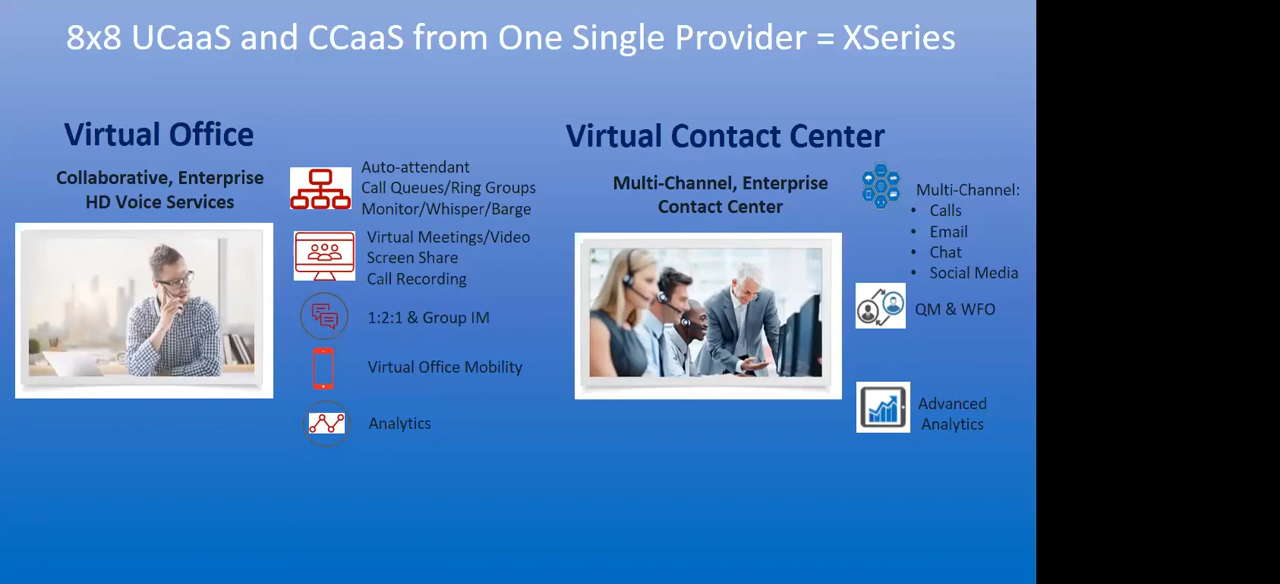 8x8 UCaaS and CCaaS from One Single Provider = XSeries
Virtual Office
Collaborative, Enterprise
HD Voice Services
Auto-attendant
Call Queues/Ring Groups
Monitor/Whisper/Barge
Virtual Meetings/Video
Screen Share
Call Recording
1:2:1 & Group IM
Virtual Office Mobility
Analytics
Virtual Contact Center
Multi-Channel, Enterprise
Contact Center
Multi-Channel:
• Calls
• Email
• Chat
• Social Media
QM & WFO
Advanced
Analytics